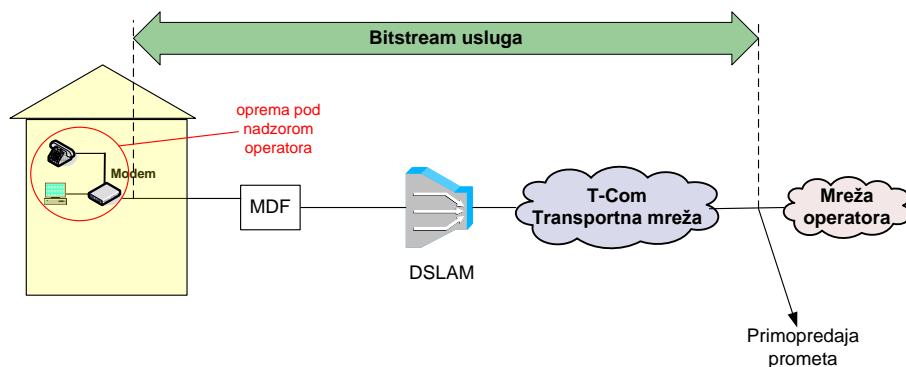 Bitstream usluga
oprema pod
nadzorom
operatora
Modem
MDF
DSLAM
T-Com
Transportna mreža
Mreža
operatora
Primopredaja
prometa